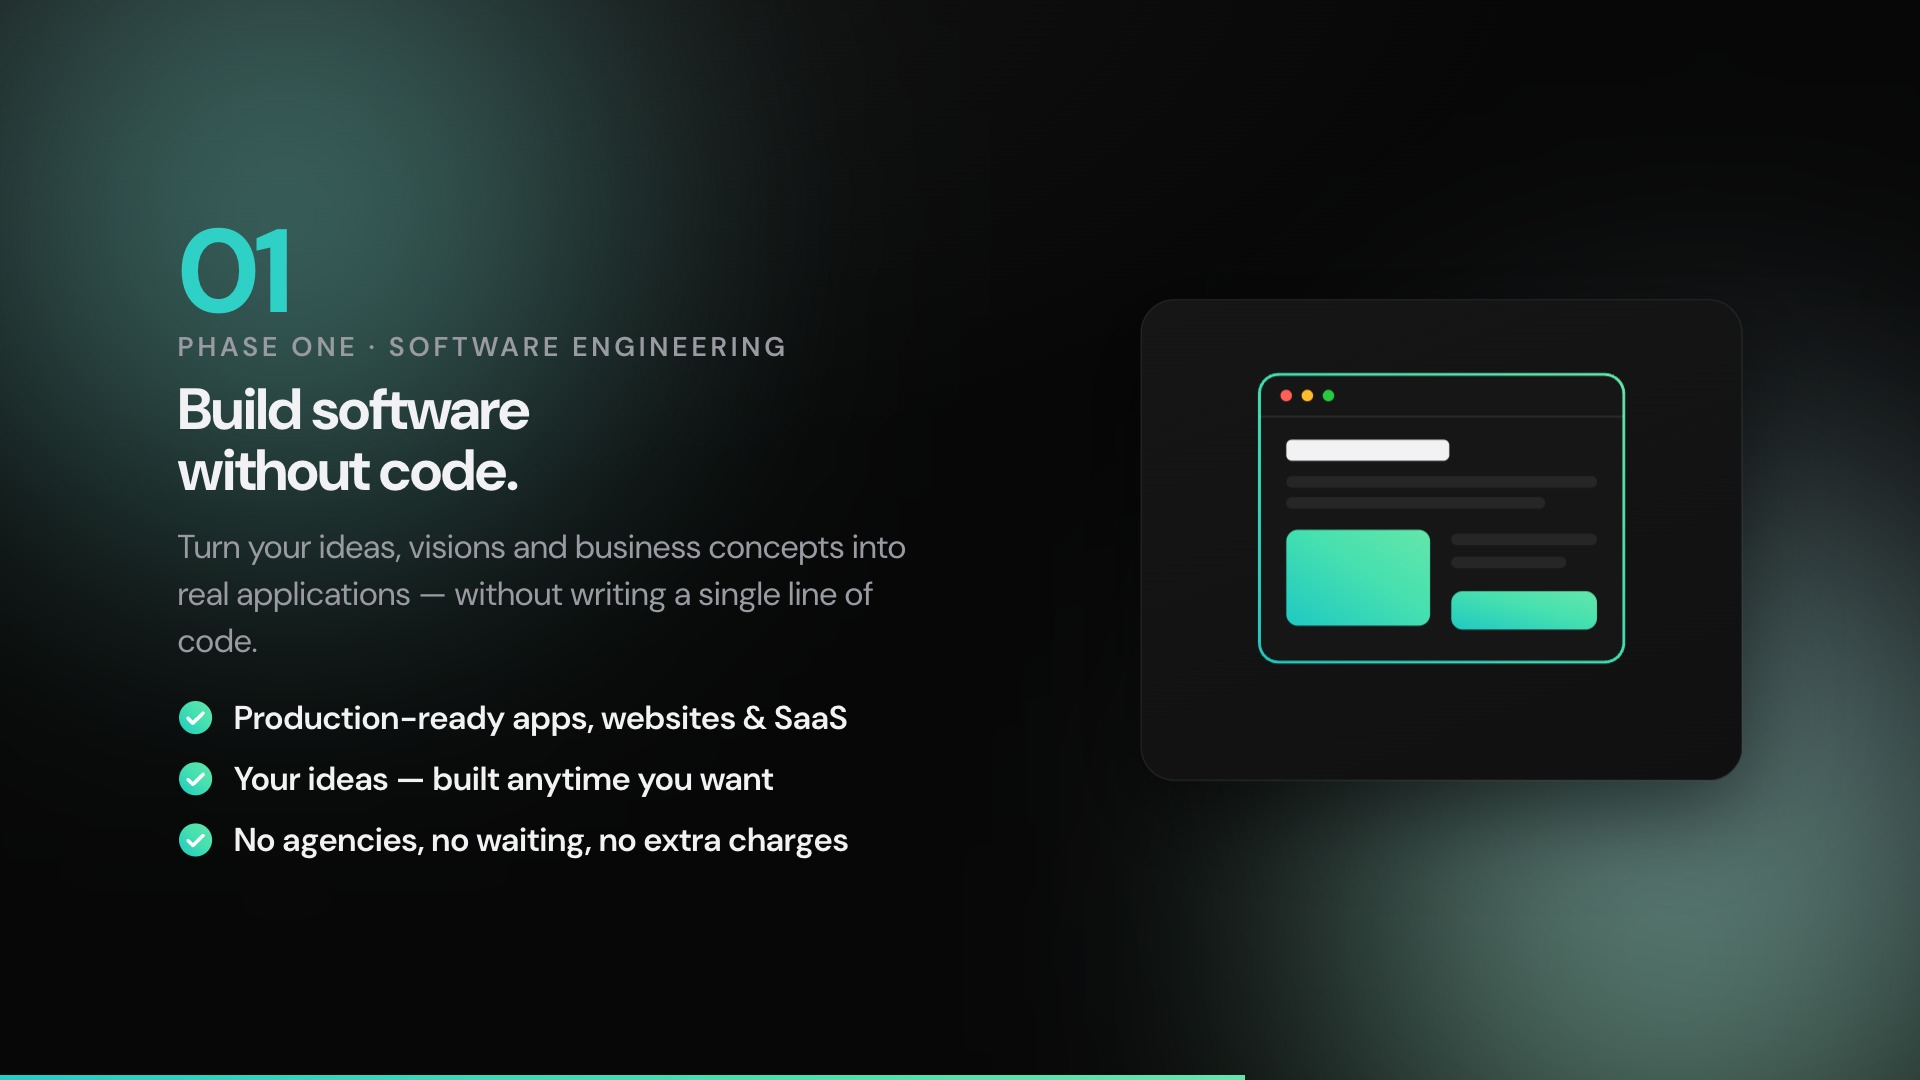 01
PHASE ONE · SOFTWARE ENGINEERING
Build software
without code.
Turn your ideas, visions and business concepts into
real applications — without writing a single line of
code.
Production-ready apps, websites & SaaS
Your ideas — built anytime you want
No agencies, no waiting, no extra charges